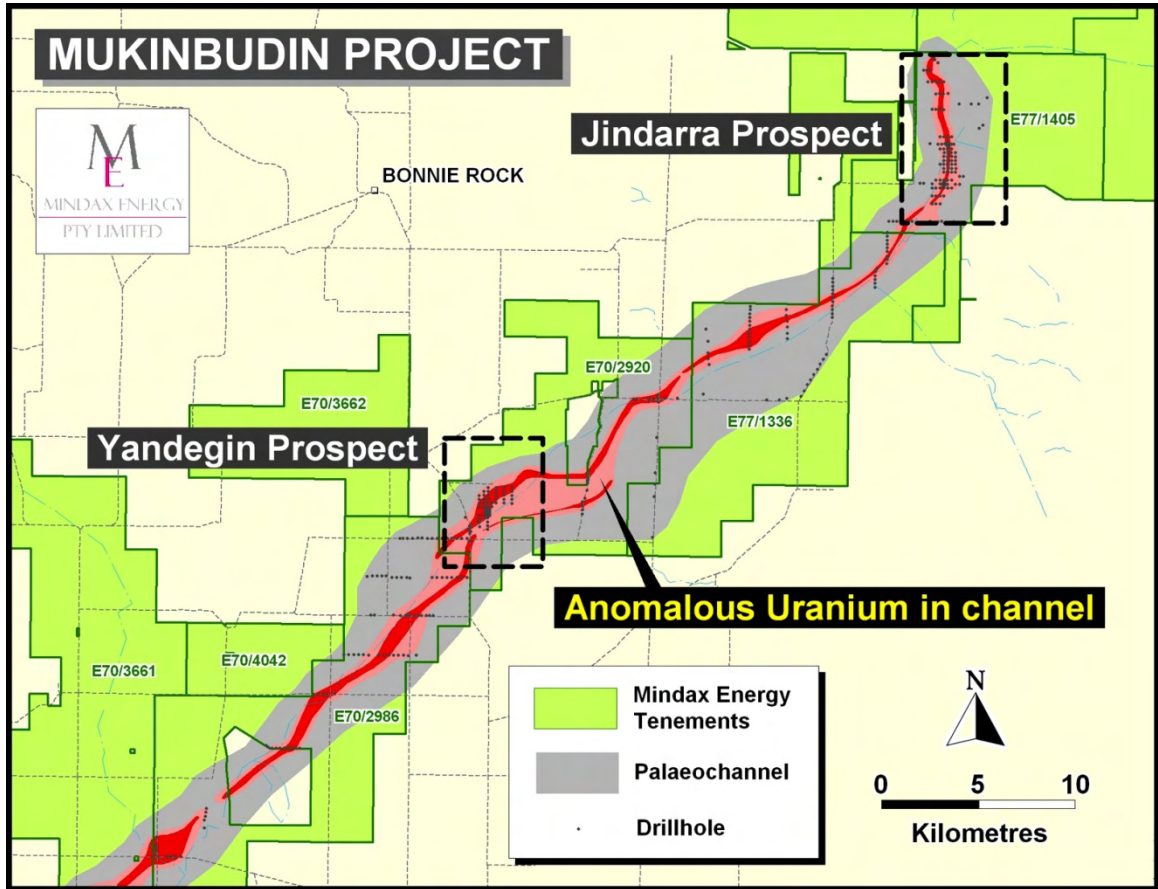 MUKINBUDIN PROJECT
M
E
MINDAX ENERGY
PTY LIMITED
BONNIE ROCK
Jindarra Prospect
E77/1405
E70/2920
E70/3662
E77/1336
Yandegin Prospect
Anomalous Uranium in channel
E70/3661
E70/4042
E70/2986
Mindax Energy
Tenements
Palaeochannel
Drillhole
N
0 5 10
Kilometres